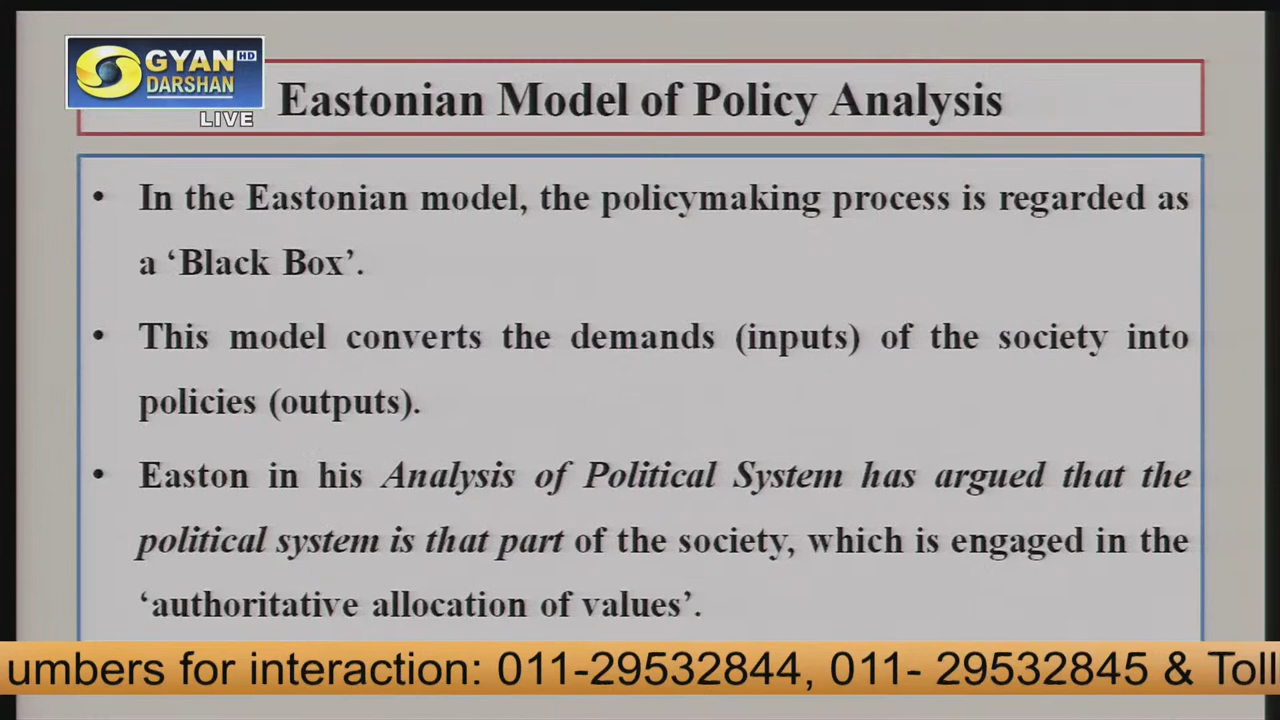 GYAN HD
DARSHAN
LIVE
Eastonian Model of Policy Analysis
• In the Eastonian model, the policymaking process is regarded as
a ‘Black Box’.
• This model converts the demands (inputs) of the society into
policies (outputs).
• Easton in his Analysis of Political System has argued that the
political system is that part of the society, which is engaged in the
‘authoritative allocation of values’.
umbers for interaction: 011-29532844, 011- 29532845 & Toll